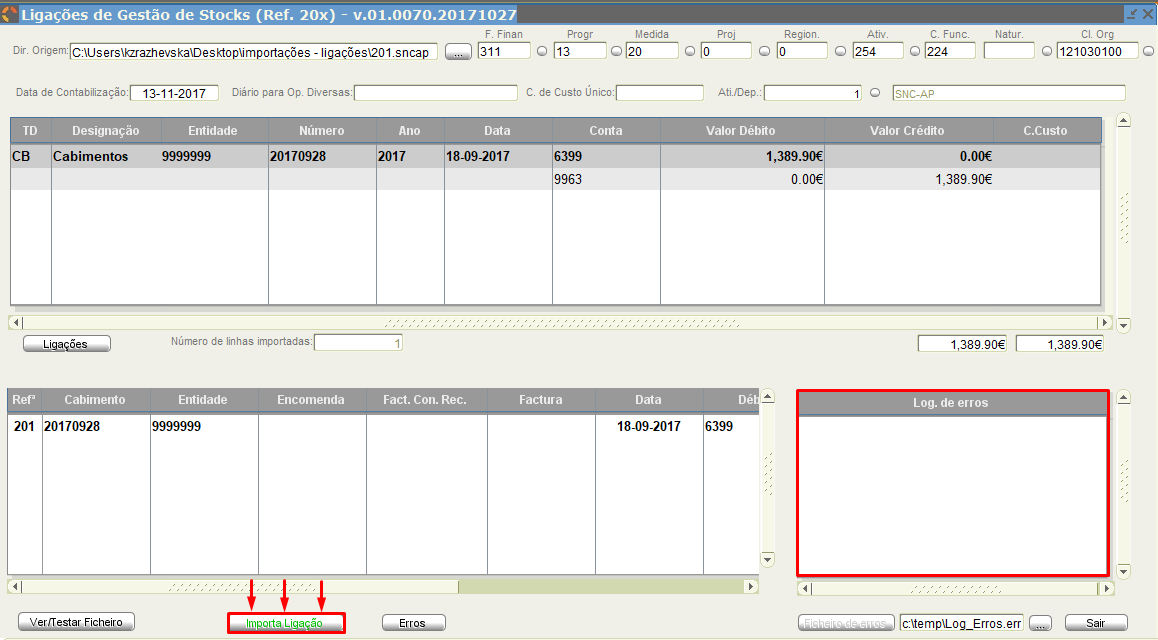 Ligações de Gestão de Stocks (Ref. 20x) - v.01.0070.20171027
F. Finan Progr Medida Proj Region. Ativ. C. Func. Natur. Cl. Org
Dir. Origem: C:\Users\kzrazhevska\Desktop\importações - ligações\201.sncap ... 311 13 20 0 0 254 224 121030100
Data de Contabilização: 13-11-2017 Diário para Op. Diversas: C. de Custo Único: Ati./Dep.: 1 SNC-AP
TD Designação Entidade Número Ano Data Conta Valor Débito Valor Crédito C.Custo
CB Cabimentos 9999999 20170928 2017 18-09-2017 6399 1,389.90€ 0.00€
9963 0.00€ 1,389.90€
Ligações Número de linhas importadas: 1 1,389.90€ 1,389.90€
Refª Cabimento Entidade Encomenda Fact. Con. Rec. Factura Data Déb
201 20170928 9999999 18-09-2017 6399
Log. de erros
Ver/Testar Ficheiro Importa Ligação Erros Ficheiro de erros c:\temp\Log_Erros.err ... Sair